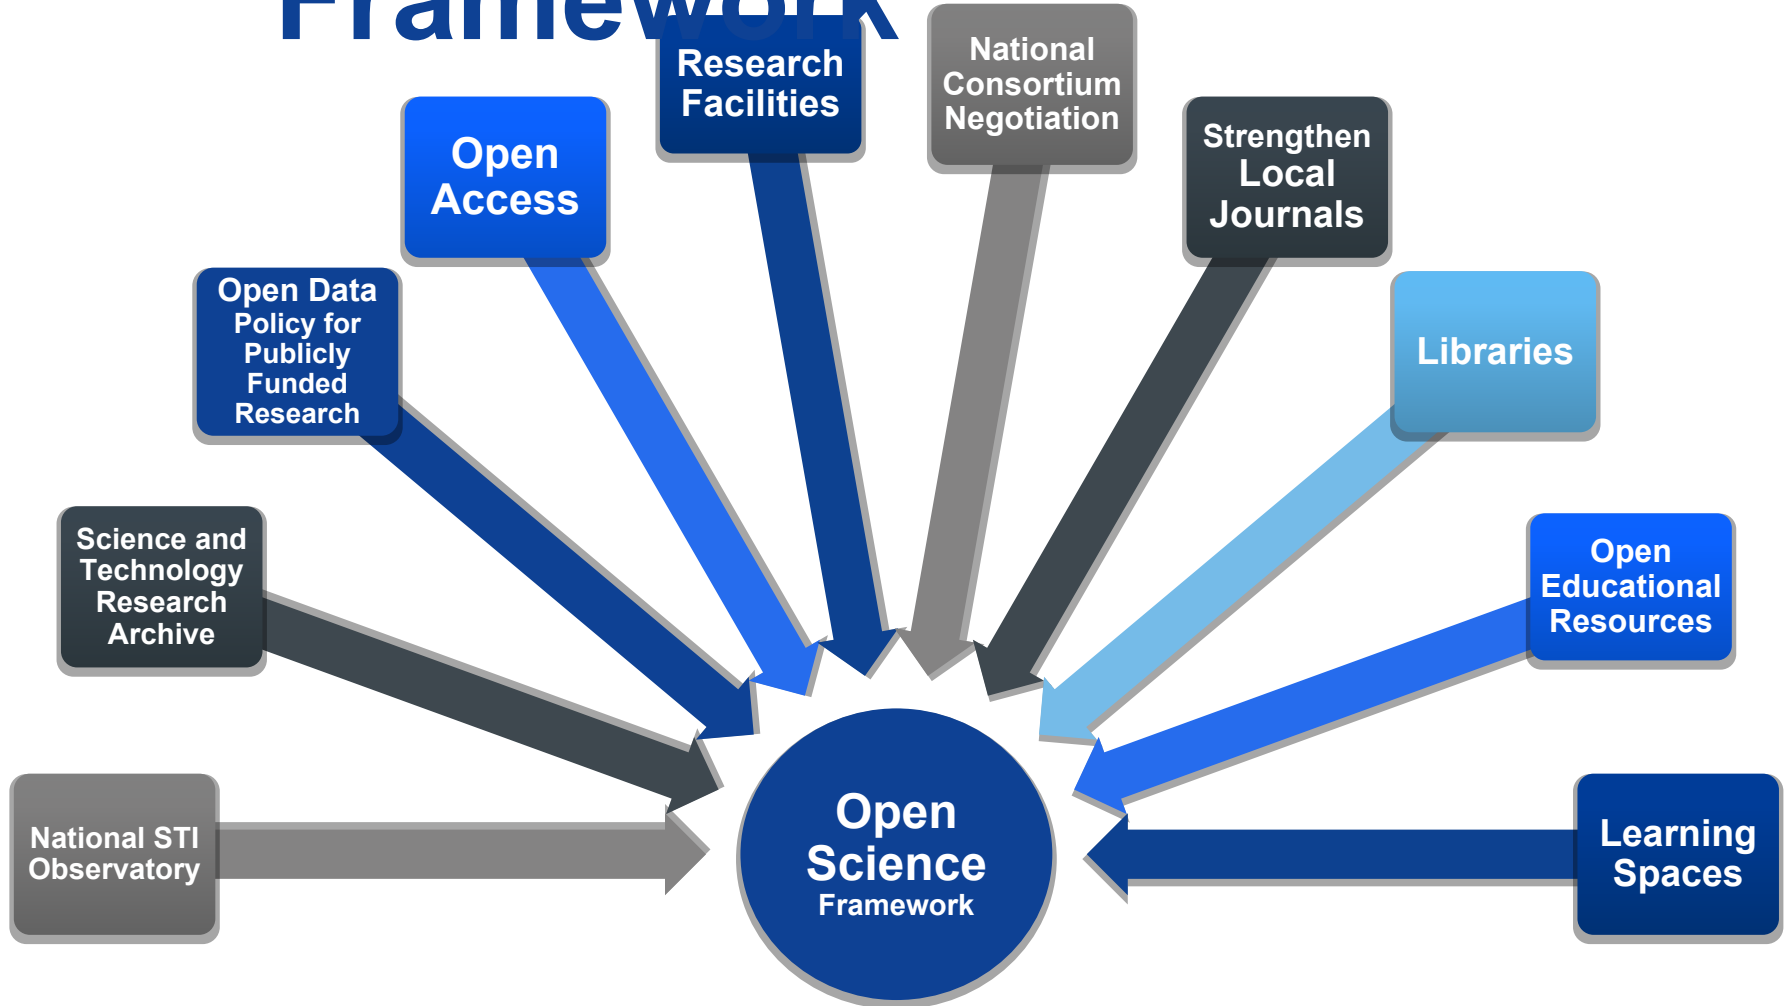 Framework
Research
Facilities
National
Consortium
Negotiation
Open
Access
Strengthen
Local
Journals
Open Data
Policy for
Publicly
Funded
Research
Libraries
Science and
Technology
Research
Archive
Open
Educational
Resources
National STI
Observatory
Open
Science
Framework
Learning
Spaces